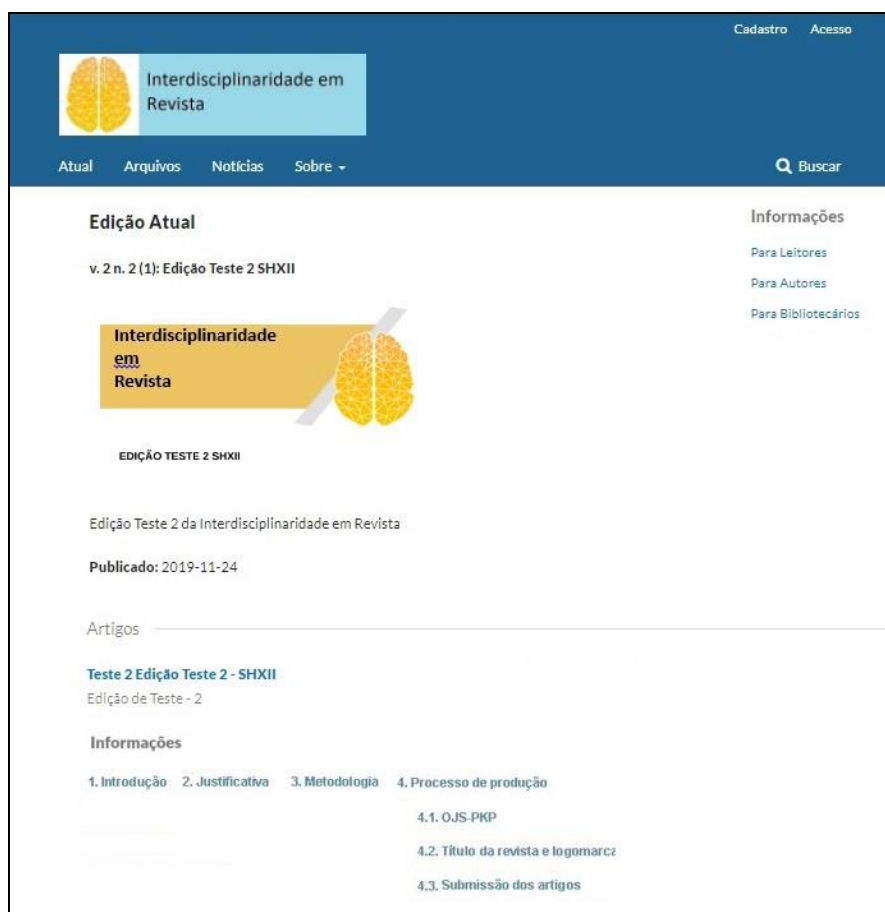 Cadastro Acesso
Interdisciplinaridade em
Revista
Atual Arquivos Notícias Sobre Buscar
Edição Atual
Informações
v. 2 n. 2 (1): Edição Teste 2 SHXII
Para Leitores
Para Autores
Para Bibliotecários
Interdisciplinaridade
em
Revista
EDIÇÃO TESTE 2 SHXII
Edição Teste 2 da Interdisciplinaridade em Revista
Publicado: 2019-11-24
Artigos
Teste 2 Edição Teste 2 - SHXII
Edição de Teste - 2
Informações
1. Introdução 2. Justificativa 3. Metodologia 4. Processo de produção
4.1. OJS-PKP
4.2. Título da revista e logomarca
4.3. Submissão dos artigos